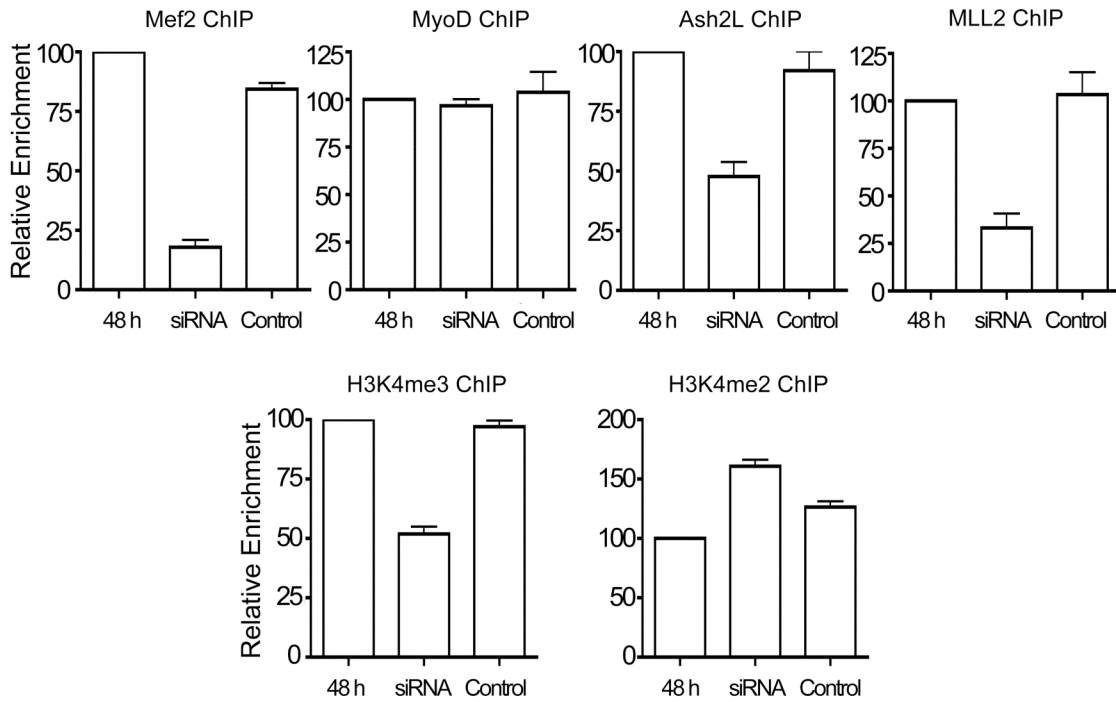 Mef2 ChIP
MyoD ChIP
Ash2L ChIP
MLL2 ChIP
Relative Enrichment
100
75
50
25
0
48 h siRNA Control
125
100
75
50
25
0
48 h siRNA Control
100
75
50
25
0
48 h siRNA Control
125
100
75
50
25
0
48 h siRNA Control
H3K4me3 ChIP
H3K4me2 ChIP
Relative Enrichment
100
75
50
25
0
48 h siRNA Control
200
150
100
50
0
48 h siRNA Control